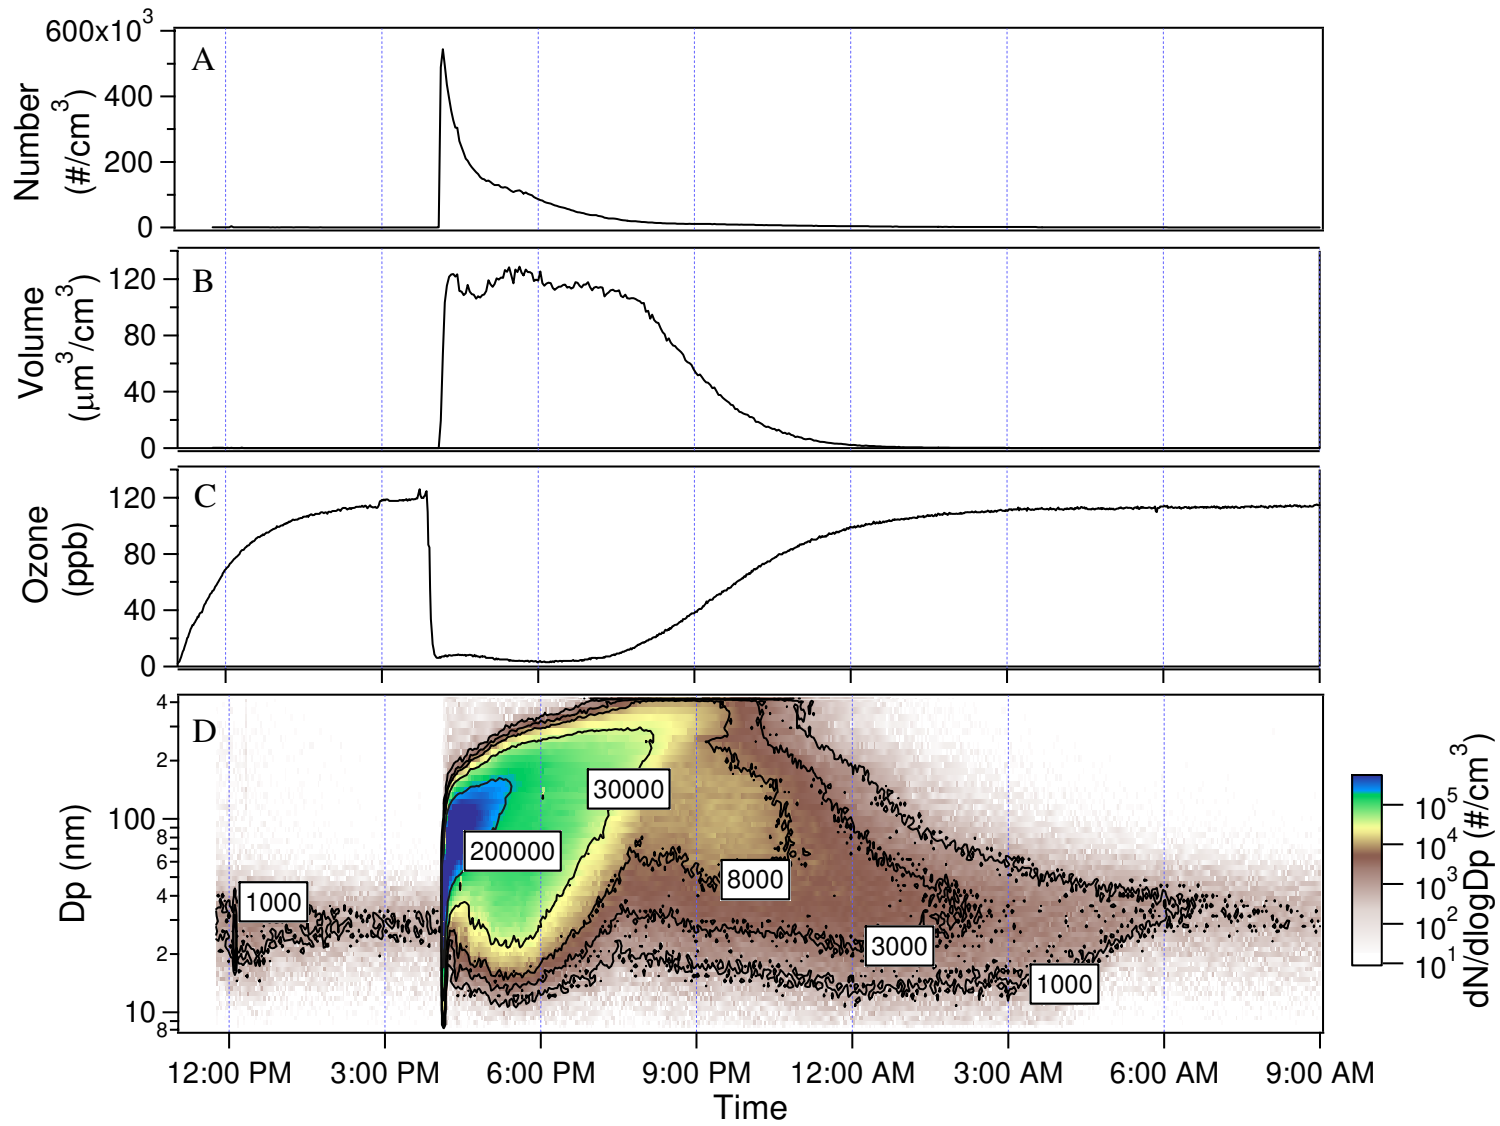 A
600x10³
400
200
0
Number
(#/cm³)
B
120
80
40
0
Volume
(μm³/cm³)
C
120
80
40
0
Ozone
(ppb)
D
4
2
100
8
6
4
2
10
8
Dp (nm)
30000
200000
8000
1000
3000
1000
10⁵
10⁴
10³
10²
10¹
dN/dlogDp (#/cm³)
12:00 PM
3:00 PM
6:00 PM
9:00 PM
12:00 AM
3:00 AM
6:00 AM
9:00 AM
Time